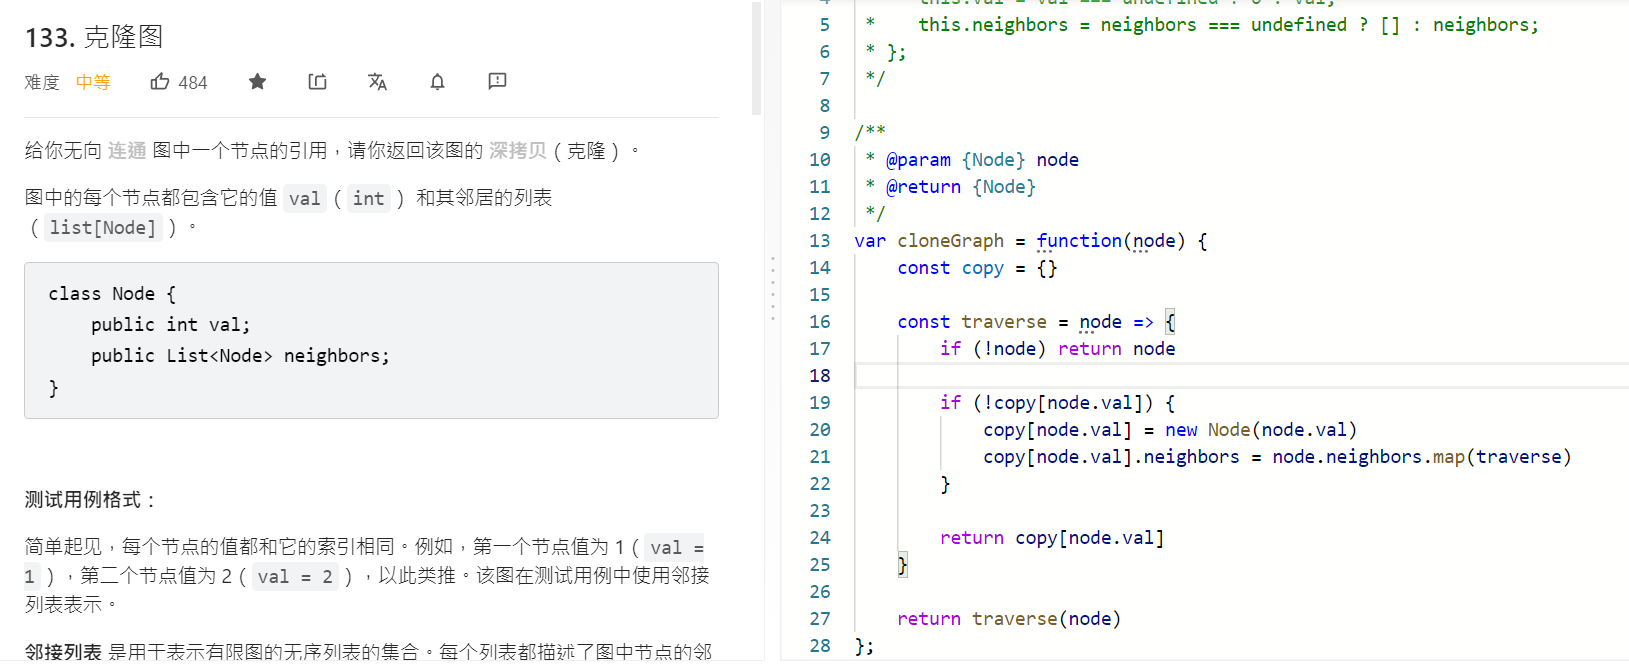 133. 克隆图
难度 中等 484
给你无向 连通 图中一个节点的引用，请你返回该图的 深拷贝（克隆）。
图中的每个节点都包含它的值 val（int）和其邻居的列表
（list[Node]）。
class Node {
    public int val;
    public List<Node> neighbors;
}
测试用例格式：
简单起见，每个节点的值都和它的索引相同。例如，第一个节点值为 1（val =
1），第二个节点值为 2（val = 2），以此类推。该图在测试用例中使用邻接
列表表示。
邻接列表 是用于表示有限图的无序列表的集合。每个列表都描述了图中节点的邻
4 this.val = val === undefined ? 0 : val;
5  *    this.neighbors = neighbors === undefined ? [] : neighbors;
6  * };
7  */
8
9 /**
10  * @param {Node} node
11  * @return {Node}
12  */
13 var cloneGraph = function(node) {
14     const copy = {}
15
16     const traverse = node => {
17         if (!node) return node
18
19         if (!copy[node.val]) {
20             copy[node.val] = new Node(node.val)
21             copy[node.val].neighbors = node.neighbors.map(traverse)
22         }
23
24         return copy[node.val]
25     }
26
27     return traverse(node)
28 };